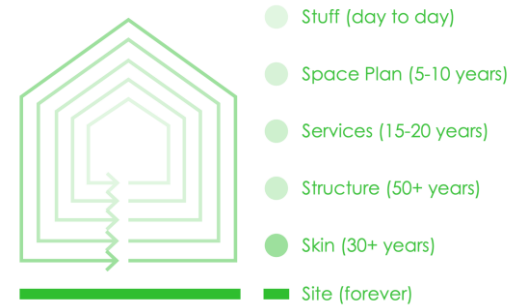 Stuff (day to day)
Space Plan (5-10 years)
Services (15-20 years)
Structure (50+ years)
Skin (30+ years)
Site (forever)